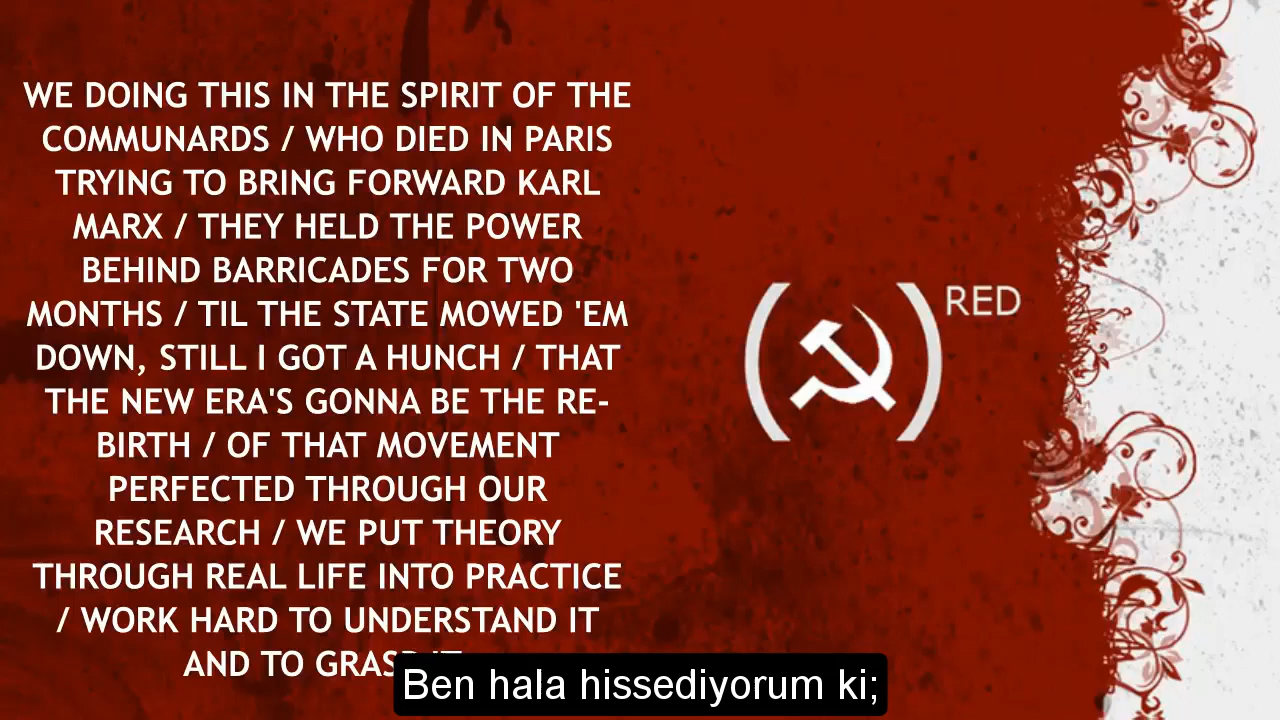 WE DOING THIS IN THE SPIRIT OF THE
COMMUNARDS / WHO DIED IN PARIS
TRYING TO BRING FORWARD KARL
MARX / THEY HELD THE POWER
BEHIND BARRICADES FOR TWO
MONTHS / TIL THE STATE MOWED 'EM
DOWN, STILL I GOT A HUNCH / THAT
THE NEW ERA'S GONNA BE THE RE-
BIRTH / OF THAT MOVEMENT
PERFECTED THROUGH OUR
RESEARCH / WE PUT THEORY
THROUGH REAL LIFE INTO PRACTICE
/ WORK HARD TO UNDERSTAND IT
AND TO GRASP IT
( ) RED
Ben hala hissediyorum ki;